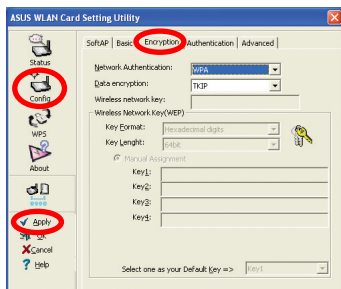 ASUS WLAN Card Setting Utility
Status
Config
WPS
About
Apply
Ok
Cancel
Help
SoftAP Basic Encryption Authentication Advanced
Network Authentication: WPA
Data encryption: TKIP
Wireless network key:
Wireless Network Key(WEP)
Key Format: Hexadecimal digits
Key Lenght: 64bit
Manual Assignment
Key1:
Key2:
Key3:
Key4:
Select one as your Default Key => Key1